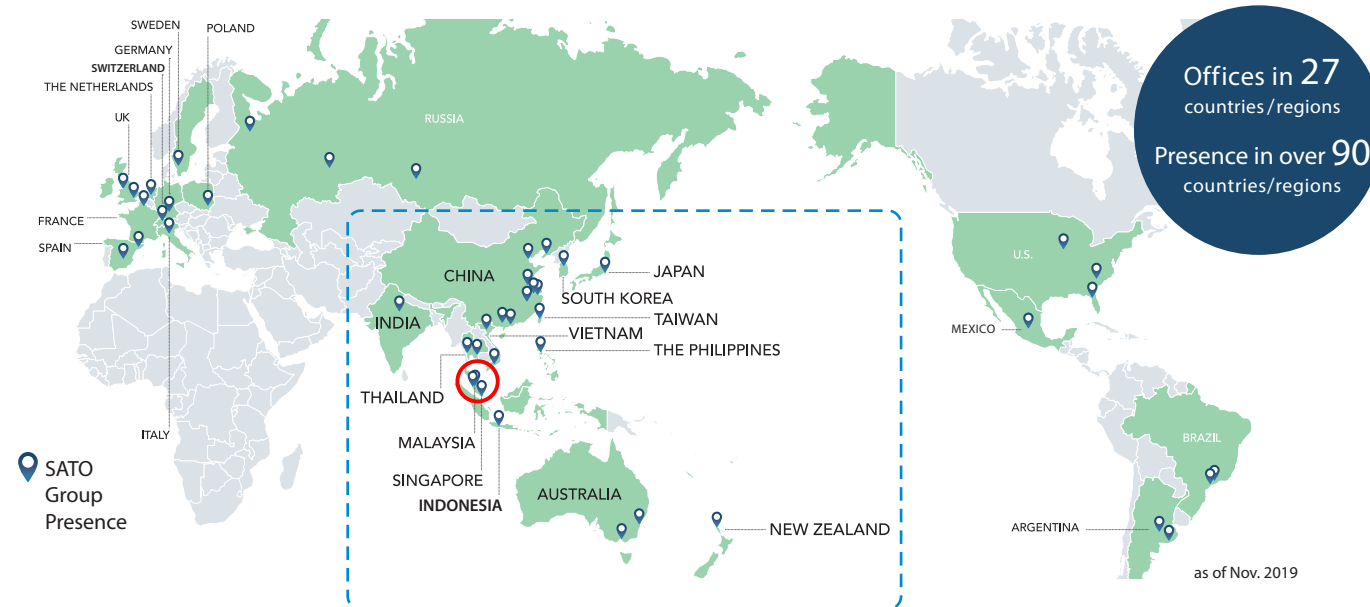 SWEDEN
POLAND
GERMANY
SWITZERLAND
THE NETHERLANDS
UK
FRANCE
SPAIN
ITALY
RUSSIA
CHINA
INDIA
JAPAN
SOUTH KOREA
TAIWAN
VIETNAM
THE PHILIPPINES
THAILAND
MALAYSIA
SINGAPORE
INDONESIA
AUSTRALIA
NEW ZEALAND
U.S.
MEXICO
BRAZIL
ARGENTINA
Offices in 27
countries/regions
Presence in over 90
countries/regions
SATO
Group
Presence
as of Nov. 2019